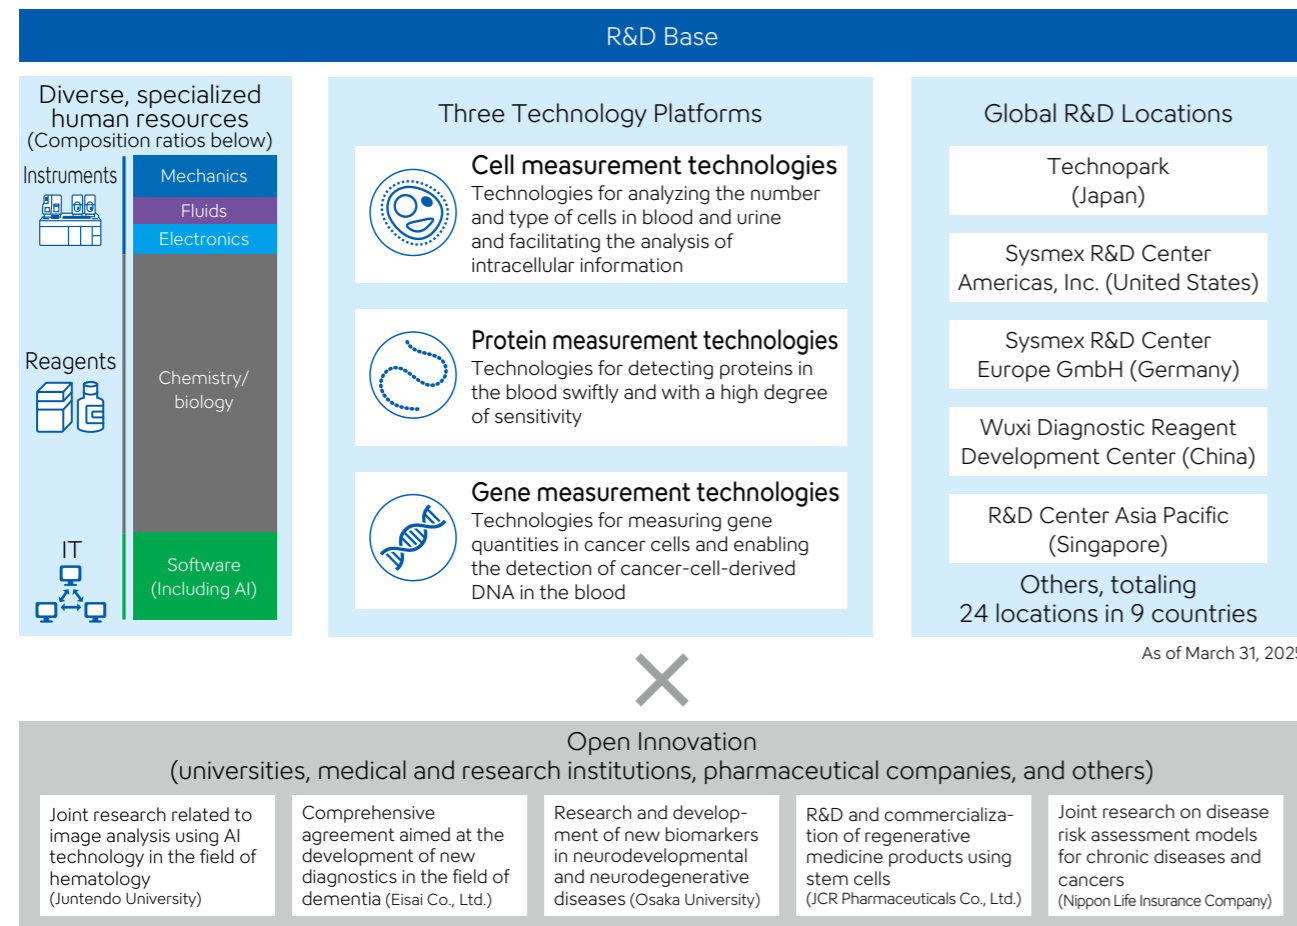 R&D Base
Diverse, specialized
human resources
(Composition ratios below)
Instruments
Mechanics
Fluids
Electronics
Reagents
Chemistry/
biology
IT
Software
(Including AI)
Three Technology Platforms
Cell measurement technologies
Technologies for analyzing the number
and type of cells in blood and urine
and facilitating the analysis of
intracellular information
Protein measurement technologies
Technologies for detecting proteins in
the blood swiftly and with a high degree
of sensitivity
Gene measurement technologies
Technologies for measuring gene
quantities in cancer cells and enabling
the detection of cancer-cell-derived
DNA in the blood
Global R&D Locations
Technopark
(Japan)
Sysmex R&D Center
Americas, Inc. (United States)
Sysmex R&D Center
Europe GmbH (Germany)
Wuxi Diagnostic Reagent
Development Center (China)
R&D Center Asia Pacific
(Singapore)
Others, totaling
24 locations in 9 countries
As of March 31, 2025
Open Innovation
(universities, medical and research institutions, pharmaceutical companies, and others)
Joint research related to
image analysis using AI
technology in the field of
hematology
(Juntendo University)
Comprehensive
agreement aimed at the
development of new
diagnostics in the field of
dementia (Eisai Co., Ltd.)
Research and develop-
ment of new biomarkers
in neurodevelopmental
and neurodegenerative
diseases (Osaka University)
R&D and commercializa-
tion of regenerative
medicine products using
stem cells
(JCR Pharmaceuticals Co., Ltd.)
Joint research on disease
risk assessment models
for chronic diseases and
cancers
(Nippon Life Insurance Company)